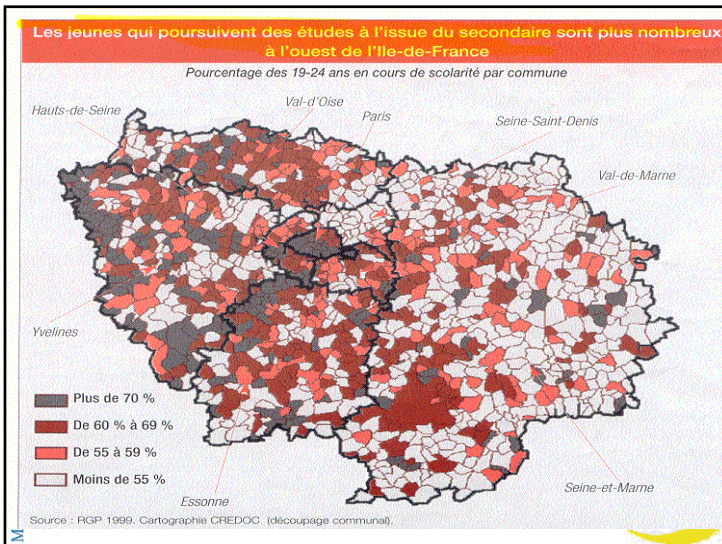 Les jeunes qui poursuivent des études à l'issue du secondaire sont plus nombreux
à l'ouest de l'Ile-de-France
Pourcentage des 19-24 ans en cours de scolarité par commune
Hauts-de-Seine
Val-d'Oise
Paris
Seine-Saint-Denis
Val-de-Marne
Yvelines
Plus de 70 %
De 60 % à 69 %
De 55 à 59 %
Moins de 55 %
Essonne
Seine-et-Marne
Source : RGP 1999. Cartographie CREDOC (découpage communal).
M